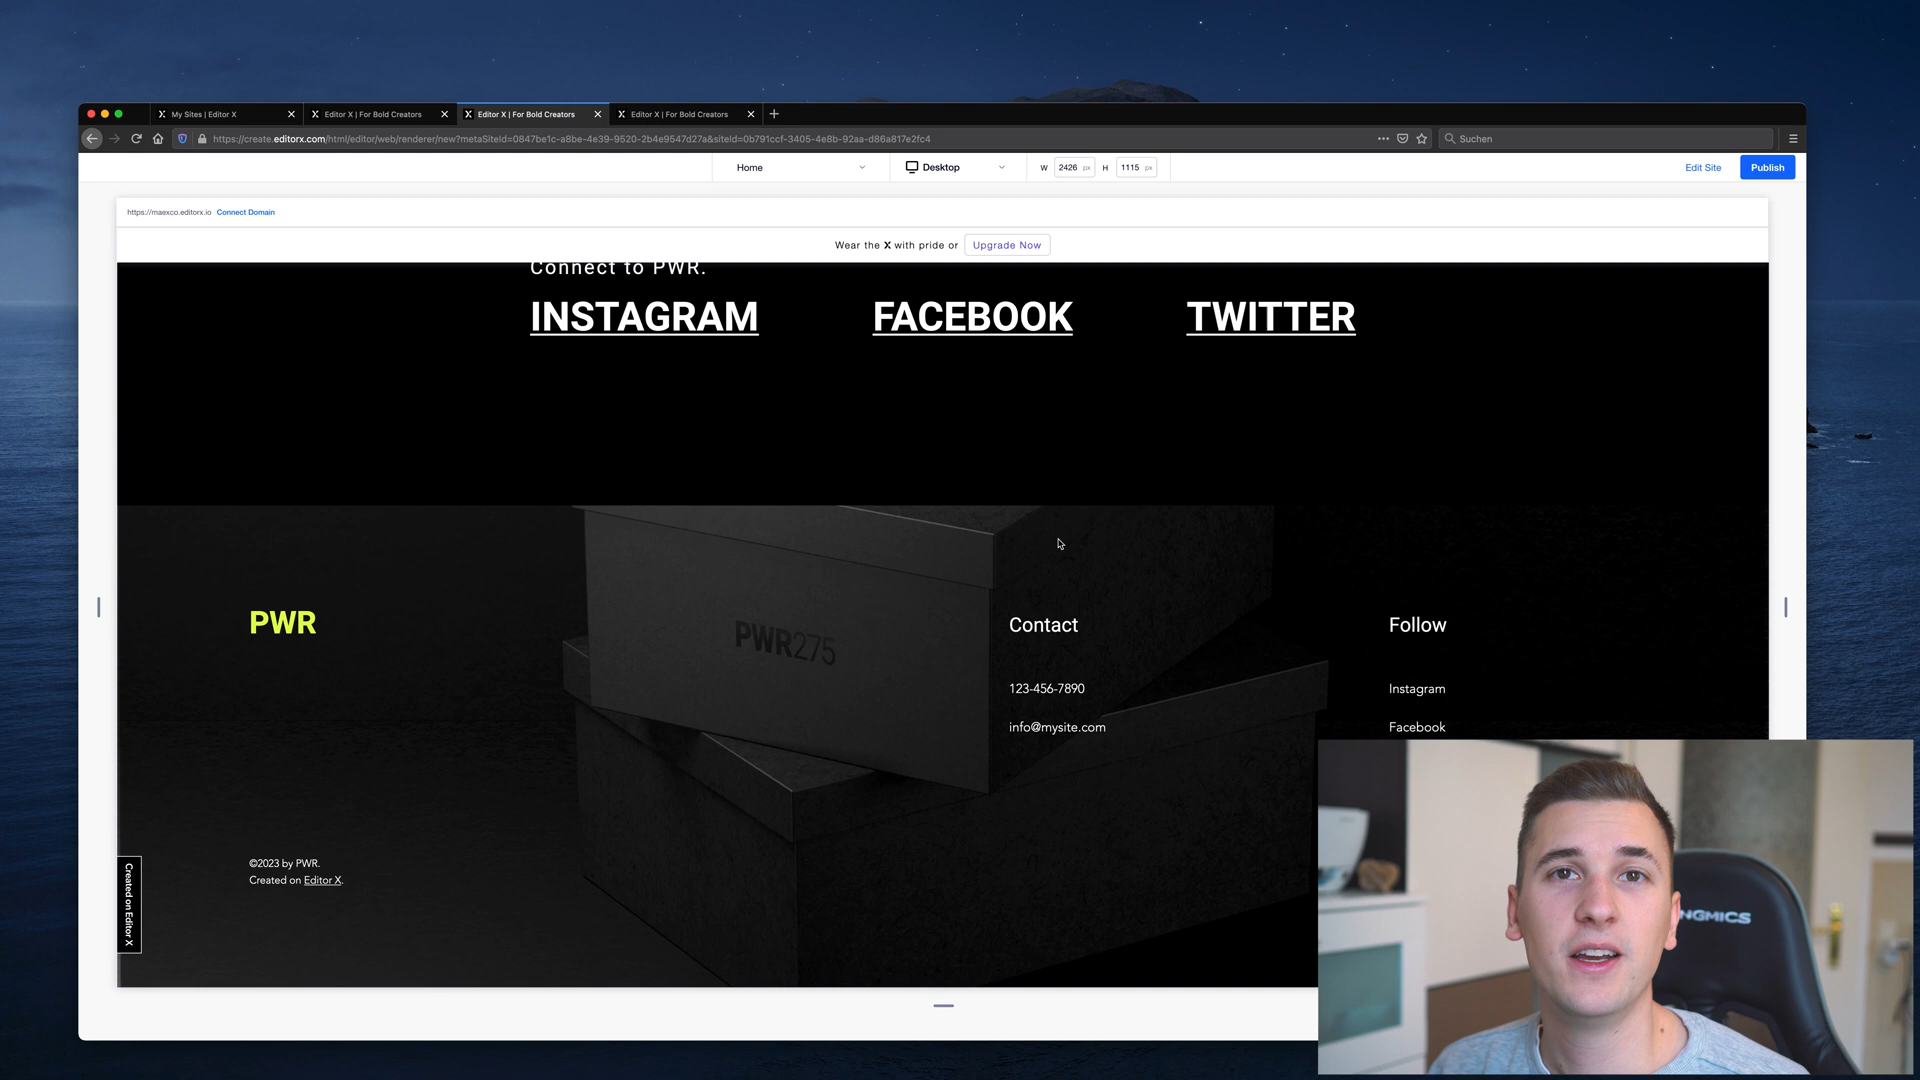 My Sites | Editor X
Editor X | For Bold Creators
Editor X | For Bold Creators
Editor X | For Bold Creators
https://create.editorx.com/html/editor/web/renderer/new?metaSiteId=0847be1c-a8be-4e39-9520-2b4e9547d27a&siteId=0b791ccf-3405-4e8b-92aa-d86a817e2fc4
Suchen
Home
Desktop
W 2426 px H 1115 px
Edit Site
Publish
https://maexco.editorx.io Connect Domain
Wear the X with pride or Upgrade Now
Connect to PWR.
INSTAGRAM
FACEBOOK
TWITTER
PWR
PWR275
Contact
123-456-7890
info@mysite.com
Follow
Instagram
Facebook
©2023 by PWR.
Created on Editor X.
Created on Editor X
NGMICS